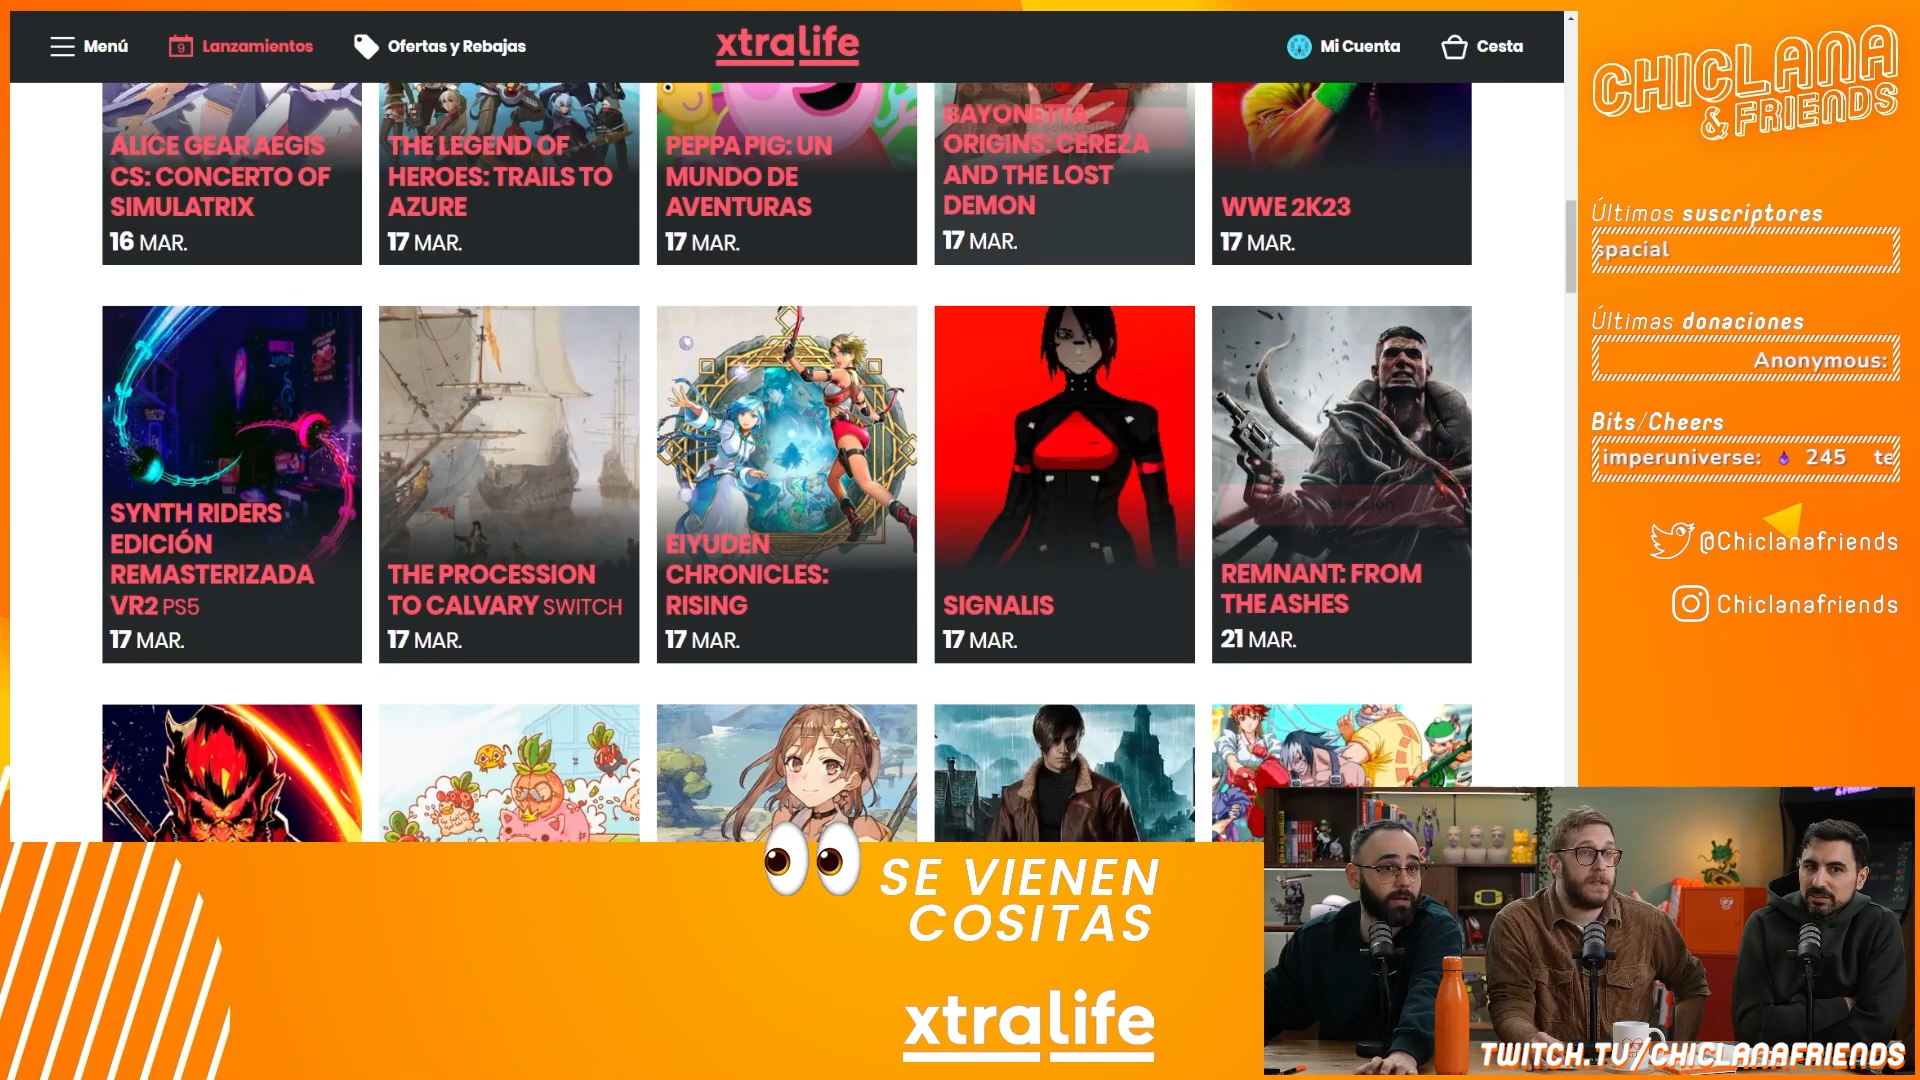 Menú
9
Lanzamientos
Ofertas y Rebajas
xtralife
Mi Cuenta
Cesta
ALICE GEAR AEGIS
CS: CONCERTO OF
SIMULATRIX
16 MAR.
THE LEGEND OF
HEROES: TRAILS TO
AZURE
17 MAR.
PEPPA PIG: UN
MUNDO DE
AVENTURAS
17 MAR.
BAYONETTA
ORIGINS: CEREZA
AND THE LOST
DEMON
17 MAR.
WWE 2K23
17 MAR.
SYNTH RIDERS
EDICIÓN
REMASTERIZADA
VR2 PS5
17 MAR.
THE PROCESSION
TO CALVARY SWITCH
17 MAR.
EIYUDEN
CHRONICLES:
RISING
17 MAR.
SIGNALIS
17 MAR.
REMNANT: FROM
THE ASHES
21 MAR.
CHICLANA
& FRIENDS
Últimos suscriptores
spacial
Últimas donaciones
Anonymous:
Bits/Cheers
imperuniverse: 245 te
@Chiclanafriends
Chiclanafriends
SE VIENEN
COSITAS
xtralife
TWITCH.TV/CHICLANAFRIENDS